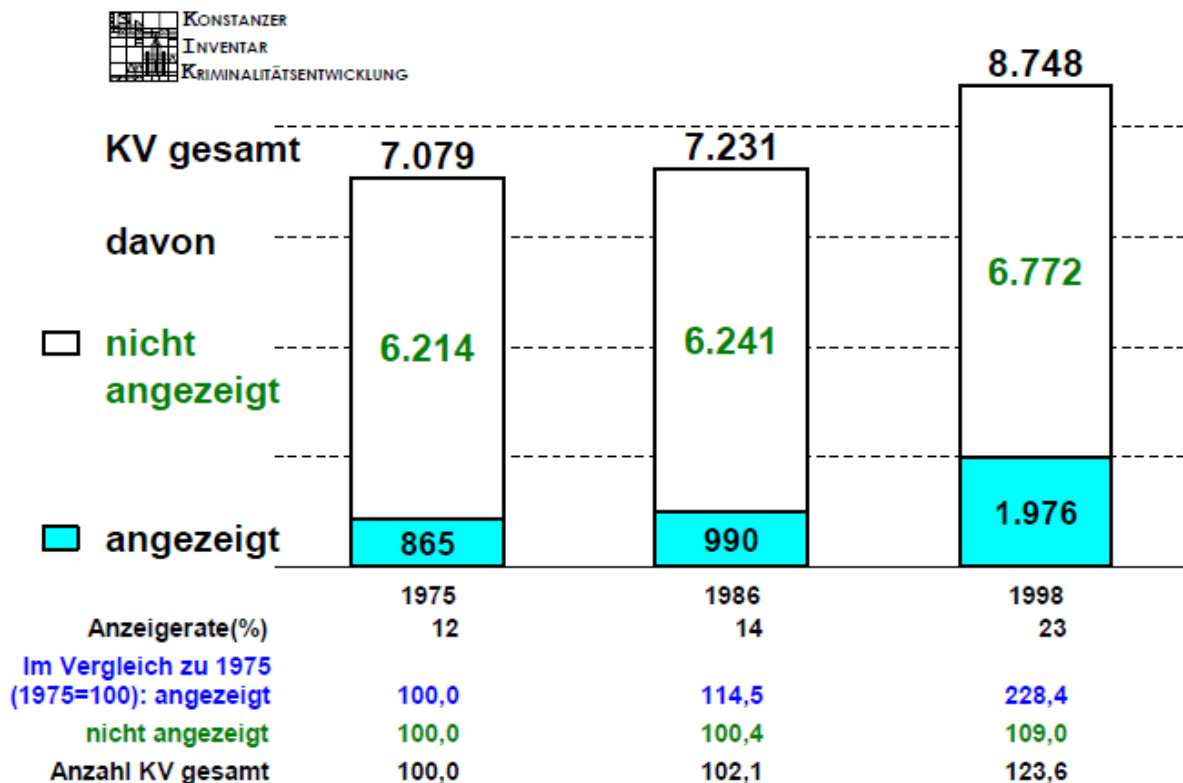 KONSTANZER
INVENTAR
KRIMINALITÄTSENTWICKLUNG
8.748
KV gesamt
7.079
7.231
davon
6.772
nicht
angezeigt
6.214
6.241
1.976
angezeigt
865
990
1975 1986 1998
Anzeigerate(%) 12 14 23
Im Vergleich zu 1975
(1975=100): angezeigt 100,0 114,5 228,4
nicht angezeigt 100,0 100,4 109,0
Anzahl KV gesamt 100,0 102,1 123,6